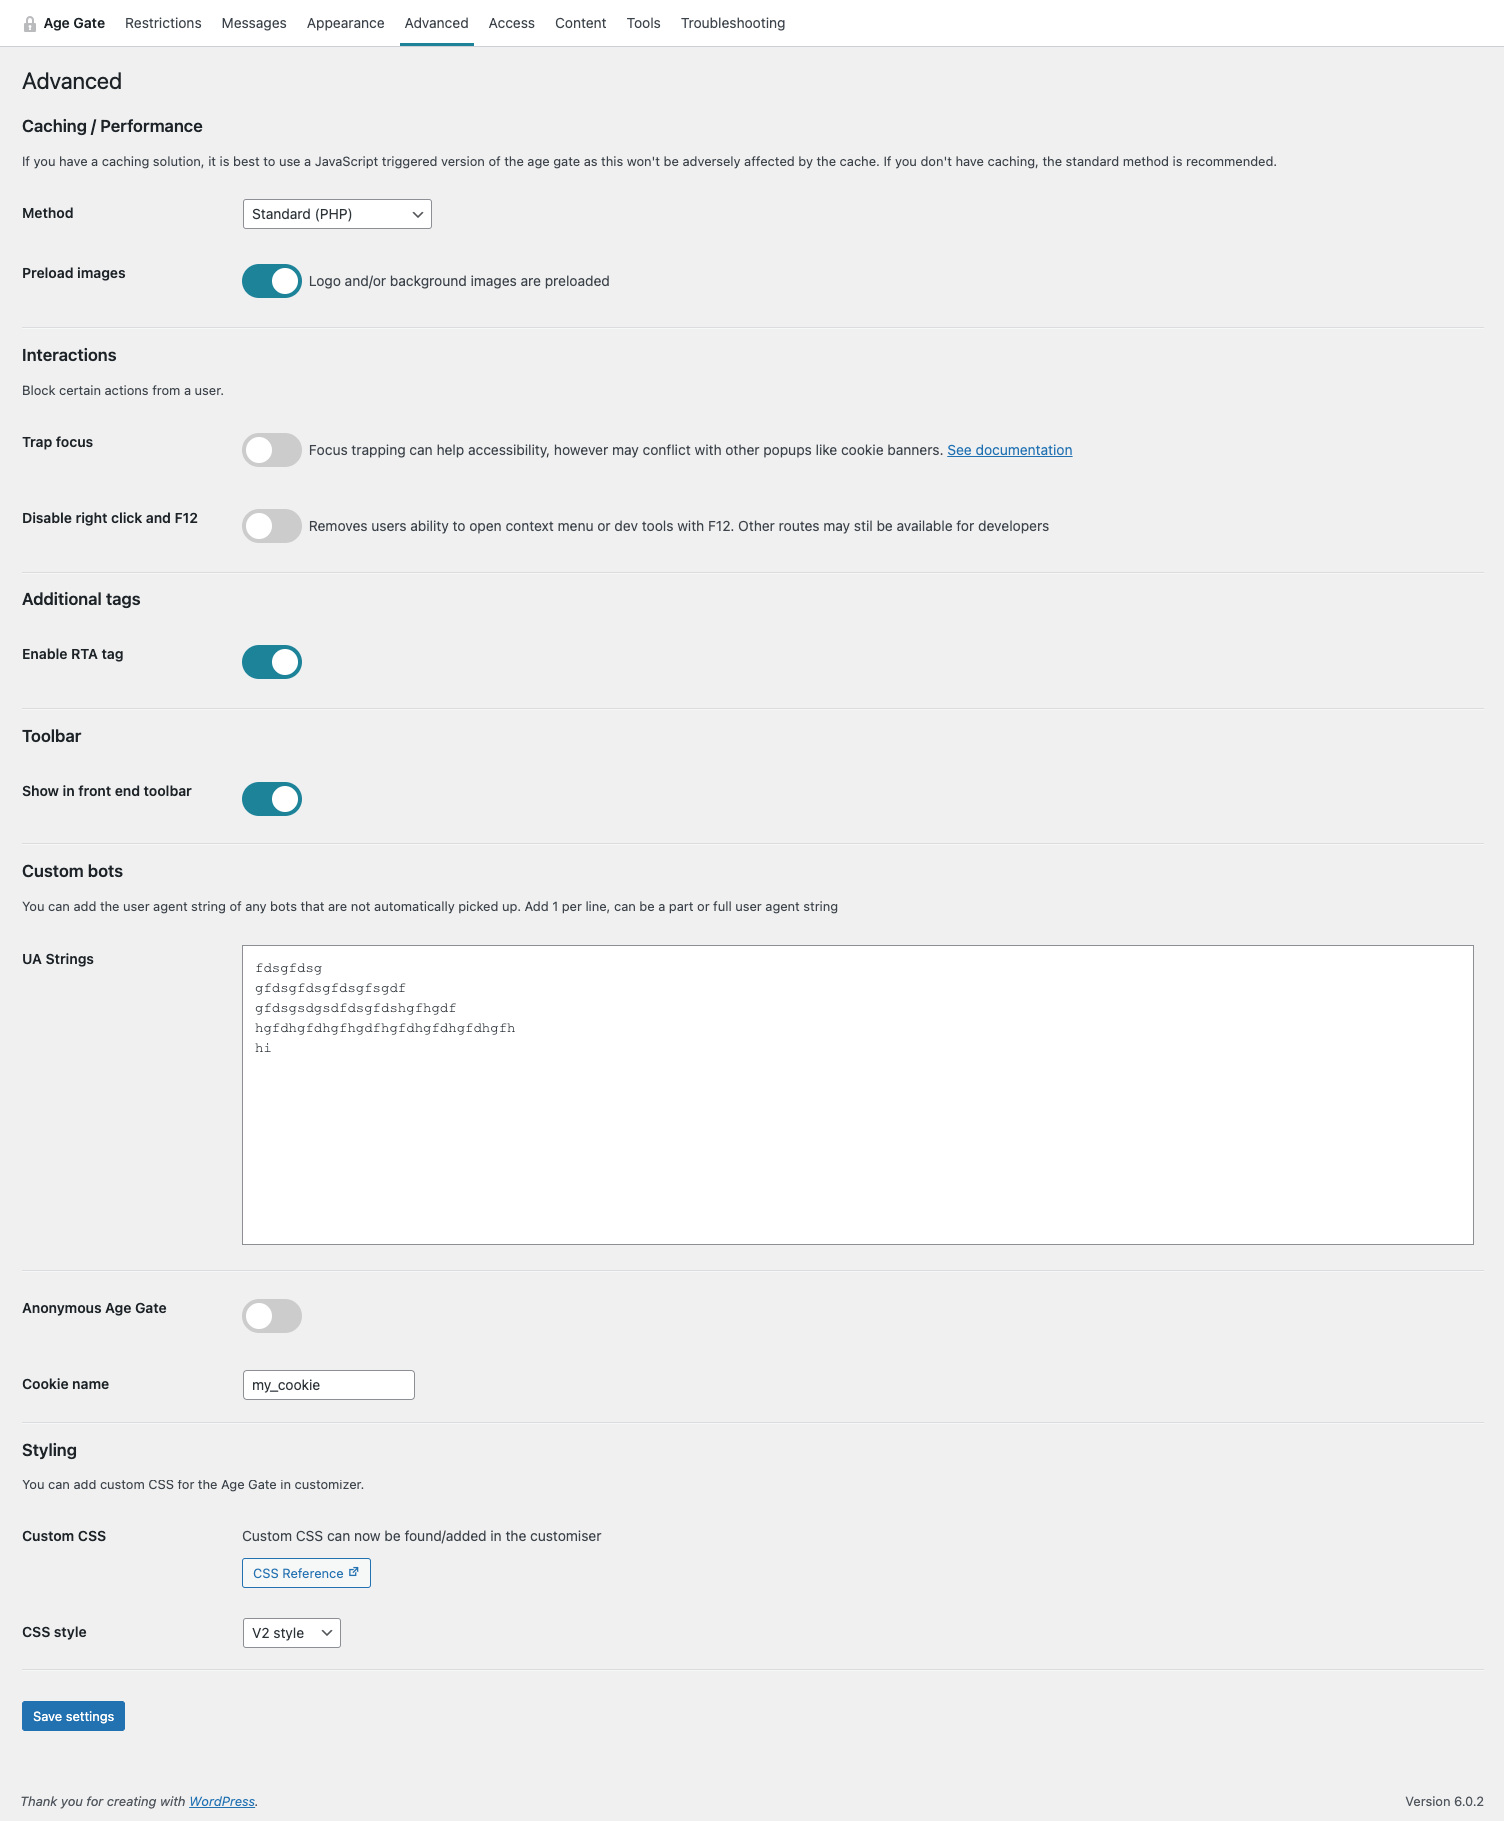 Age Gate Restrictions Messages Appearance Advanced Access Content Tools Troubleshooting
Advanced
Caching / Performance
If you have a caching solution, it is best to use a JavaScript triggered version of the age gate as this won't be adversely affected by the cache. If you don't have caching, the standard method is recommended.
Method Standard (PHP)
Preload images Logo and/or background images are preloaded
Interactions
Block certain actions from a user.
Trap focus Focus trapping can help accessibility, however may conflict with other popups like cookie banners. See documentation
Disable right click and F12 Removes users ability to open context menu or dev tools with F12. Other routes may stil be available for developers
Additional tags
Enable RTA tag
Toolbar
Show in front end toolbar
Custom bots
You can add the user agent string of any bots that are not automatically picked up. Add 1 per line, can be a part or full user agent string
UA Strings
fdsgfdsg
gfdsgfdsgfdsgfsgdf
gfdsgsdgsdfdsgfdshgfhgdf
hgfdhgfdhgfhgdfhgfdhgfdhgfdhgfh
hi
Anonymous Age Gate
Cookie name my_cookie
Styling
You can add custom CSS for the Age Gate in customizer.
Custom CSS Custom CSS can now be found/added in the customiser
CSS Reference
CSS style V2 style
Save settings
Thank you for creating with WordPress. Version 6.0.2